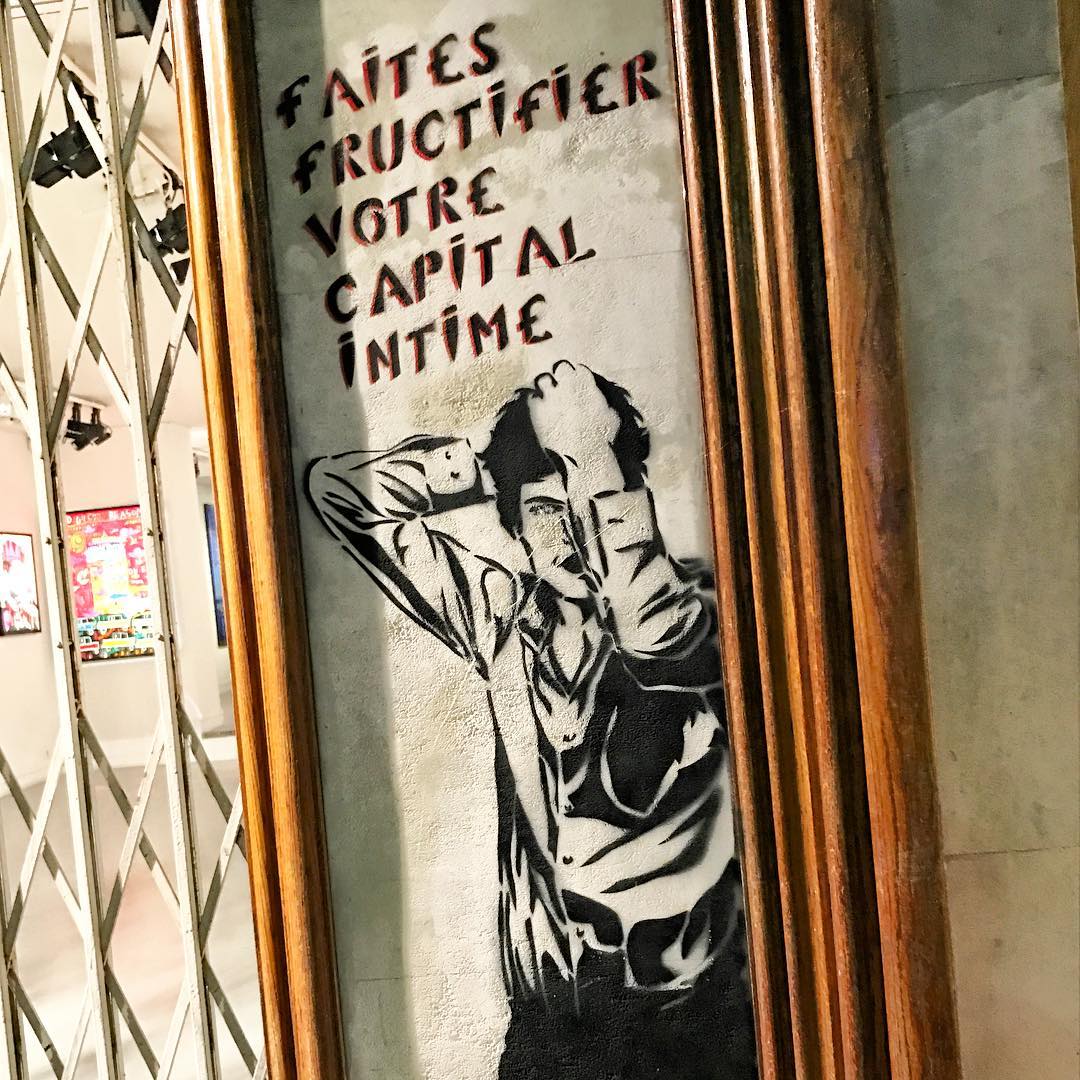 FAITES
FRUCTIFIER
VOTRE
CAPITAL
INTIME